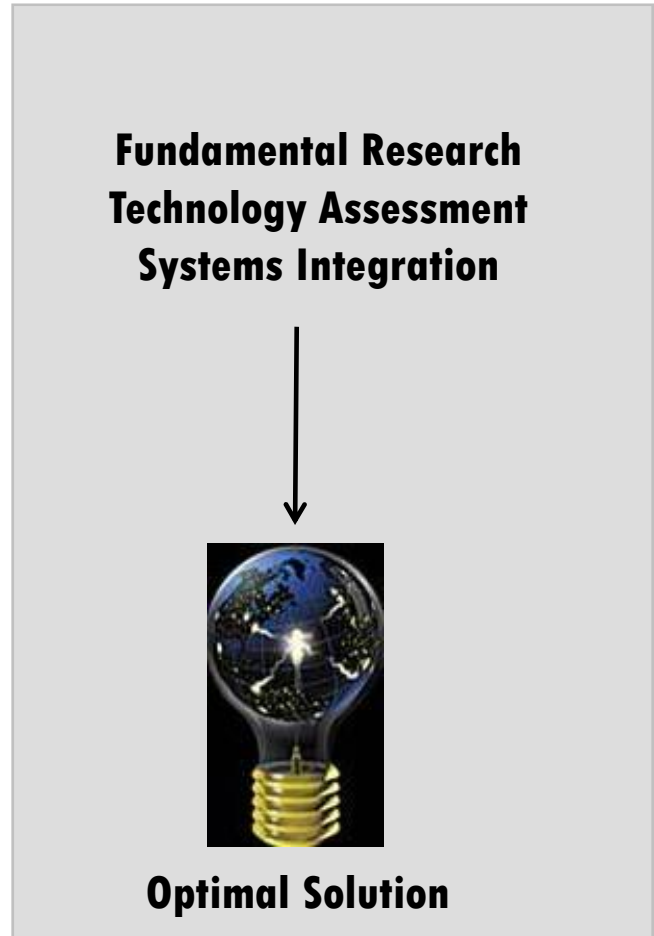 Fundamental Research
Technology Assessment
Systems Integration
Optimal Solution